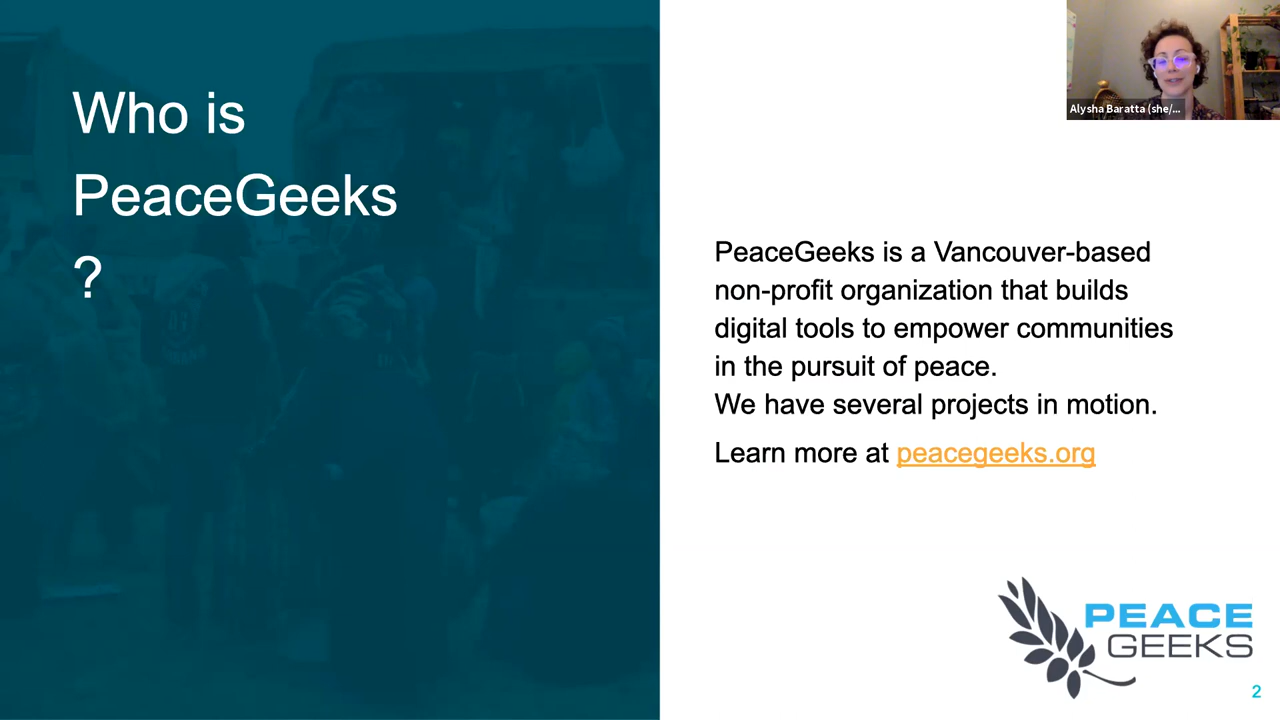 Who is
PeaceGeeks
?
Alysha Baratta (she/...
PeaceGeeks is a Vancouver-based
non-profit organization that builds
digital tools to empower communities
in the pursuit of peace.
We have several projects in motion.
Learn more at peacegeeks.org
PEACE
GEEKS
2